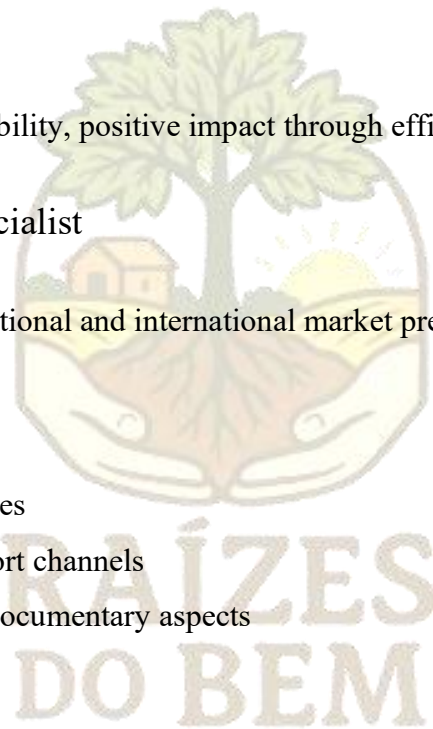 bility, positive impact through effi
cialist
tional and international market pre
es
ort channels
ocumentary aspects
RAÍZES
DO BEM